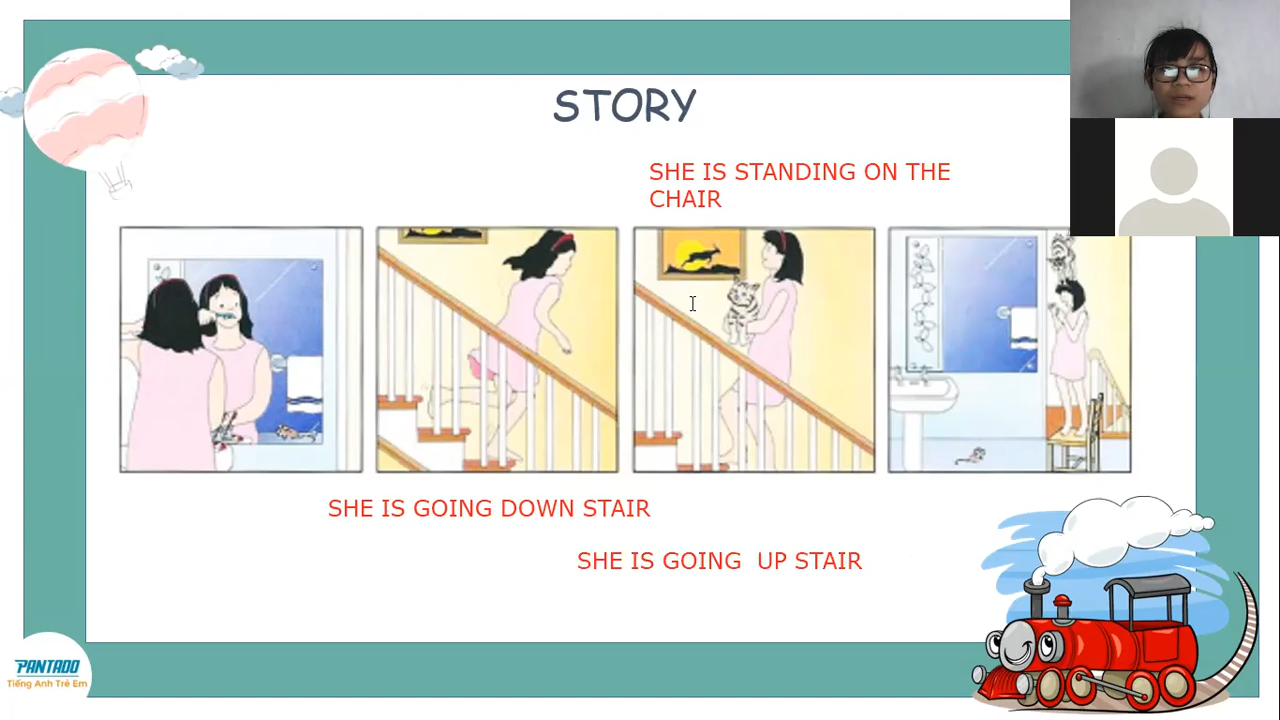 STORY
SHE IS STANDING ON THE
CHAIR
SHE IS GOING DOWN STAIR
SHE IS GOING UP STAIR
PANTADO
Tiếng Anh Trẻ Em